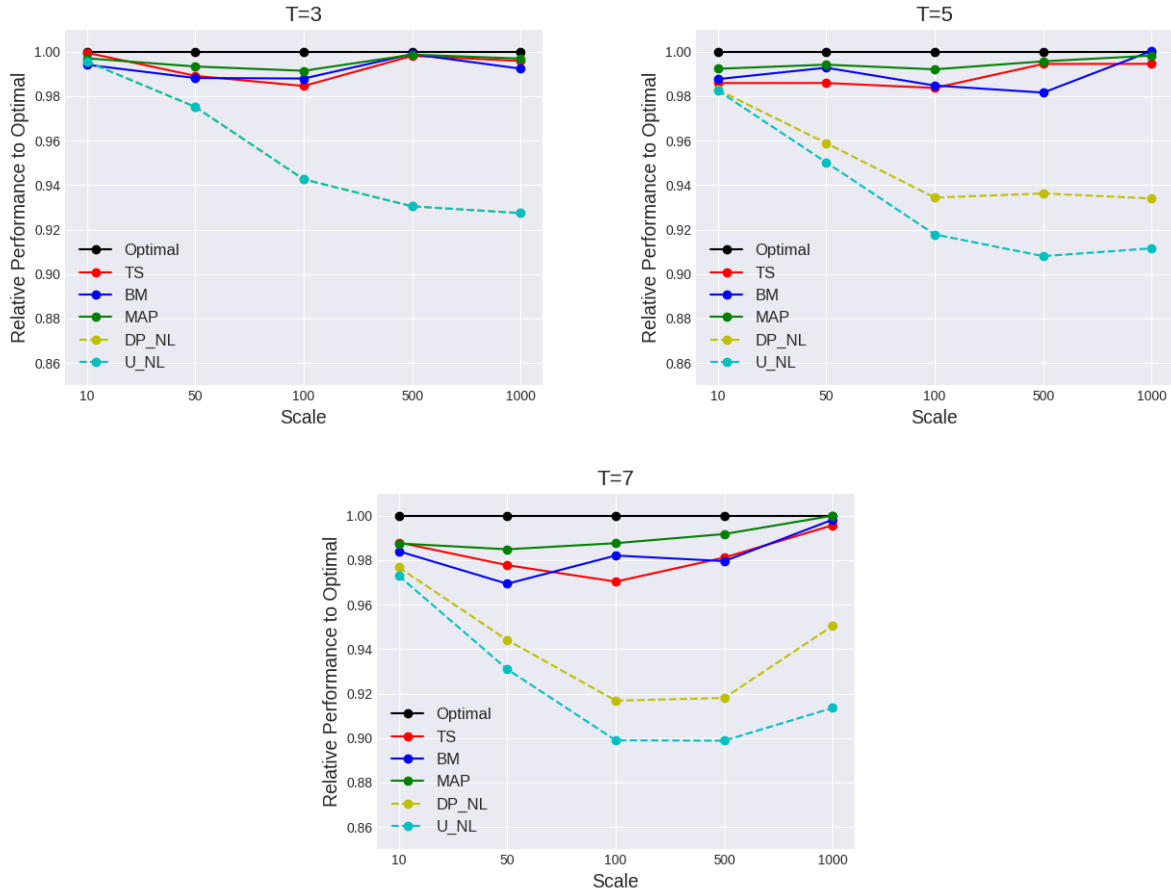 T=3
Relative Performance to Optimal
1.00
0.98
0.96
0.94
0.92
0.90
0.88
0.86
Optimal
TS
BM
MAP
DP_NL
U_NL
10 50 100 500 1000
Scale
T=5
Relative Performance to Optimal
1.00
0.98
0.96
0.94
0.92
0.90
0.88
0.86
Optimal
TS
BM
MAP
DP_NL
U_NL
10 50 100 500 1000
Scale
T=7
Relative Performance to Optimal
1.00
0.98
0.96
0.94
0.92
0.90
0.88
0.86
Optimal
TS
BM
MAP
DP_NL
U_NL
10 50 100 500 1000
Scale